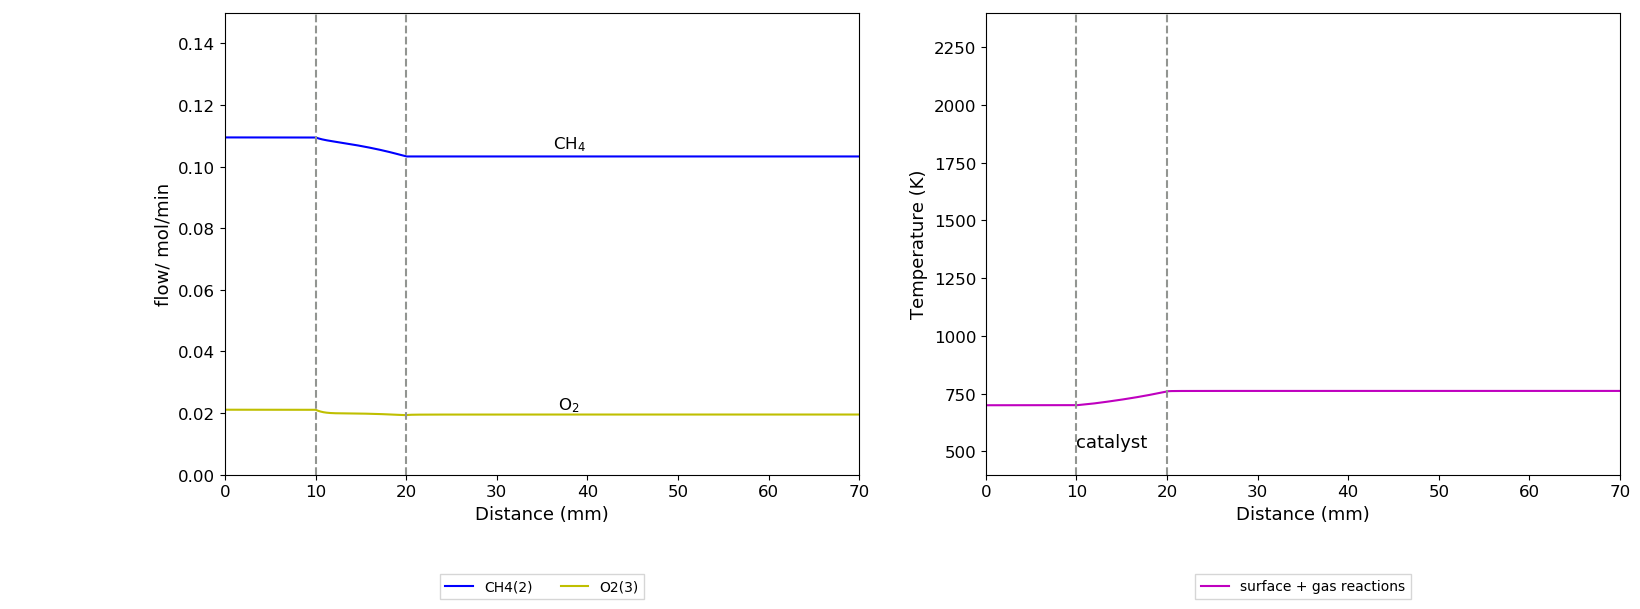 0.14
0.12
0.10
0.08
0.06
0.04
0.02
0.00
flow/ mol/min
CH₄
O₂
0 10 20 30 40 50 60 70
Distance (mm)
CH4(2) O2(3)
2250
2000
1750
1500
1250
1000
750
500
Temperature (K)
catalyst
0 10 20 30 40 50 60 70
Distance (mm)
surface + gas reactions